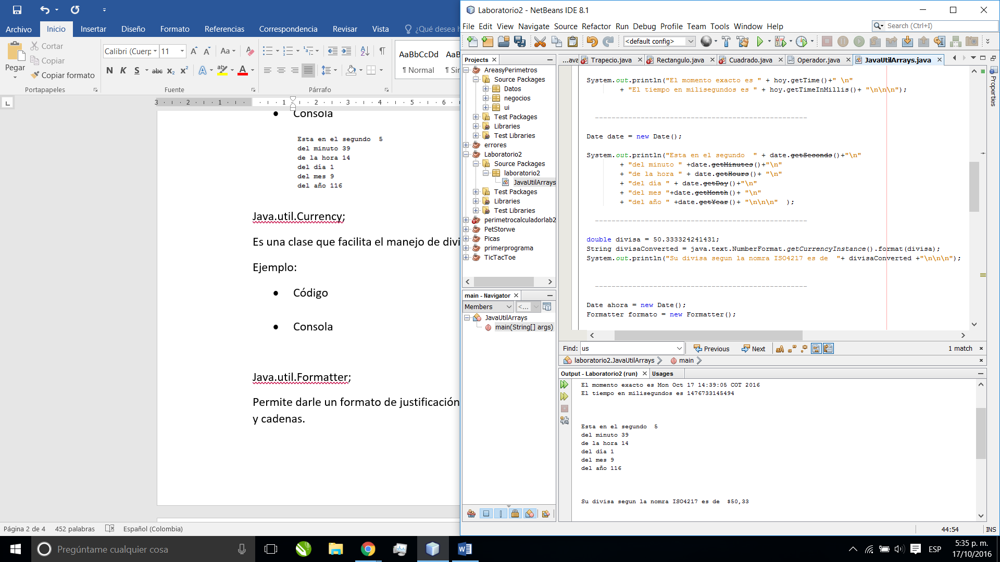 Archivo Inicio Insertar Diseño Formato Referencias Correspondencia Revisar Vista ¿Qué desea h
Pegar
Cortar
Copiar
Copiar formato
Portapapeles
Calibri (Cuerp 11
Aa
N K S abc x₂ x² A ab A
Fuente
Párrafo
AaBbCcDd AaB
¶ Normal ¶ Sin
3 2 1 1 2 3 4 5 6
Consola
Esta en el segundo  5
del minuto 39
de la hora 14
del día 1
del mes 9
del año 116
Java.util.Currency;
Es una clase que facilita el manejo de divi
Ejemplo:
Código
Consola
Java.util.Formatter;
Permite darle un formato de justificación
y cadenas.
Página 2 de 4 452 palabras Español (Colombia)
Laboratorio2 - NetBeans IDE 8.1
File Edit View Navigate Source Refactor Run Debug Profile Team Tools Window Help
Search (Ctrl+I)
<default config>
Projects
AreasyPerimetros
Source Packages
Datos
negocios
ui
Test Packages
Libraries
Test Libraries
errores
Laboratorio2
Source Packages
laboratorio2
JavaUtilArrays
Test Packages
Libraries
Test Libraries
perimetrocalculadorlab2
PetStorwe
Picas
primerprograma
TicTacToe
main - Navigator
Members <...
JavaUtilArrays
main(String[] args)
...ava Trapecio.java Rectangulo.java Cuadrado.java Operador.java JavaUtilArrays.java
Properties
System.out.println("El momento exacto es " + hoy.getTime()+" \n"
+ "El tiempo en milisegundos es " + hoy.getTimeInMillis()+ "\n\n\n");
---------------------------------------------------
Date date = new Date();
System.out.println("Esta en el segundo  " + date.getSeconds()+"\n"
+ "del minuto " +date.getMinutes()+"\n"
+ "de la hora " + date.getHours()+ "\n"
+ "del día " + date.getDay()+"\n"
+ "del mes "+date.getMonth()+ "\n"
+ "del año " +date.getYear()+ "\n\n\n"  );
---------------------------------------------------
double divisa = 50.333324241431;
String divisaConverted = java.text.NumberFormat.getCurrencyInstance().format(divisa);
System.out.println("Su divisa segun la nomra ISO4217 es de  "+ divisaConverted +"\n\n\n");
---------------------------------------------------
Date ahora = new Date();
Formatter formato = new Formatter();
Find: us Previous Next 1 match
laboratorio2.JavaUtilArrays main
Output - Laboratorio2 (run) Usages
El momento exacto es Mon Oct 17 14:39:05 COT 2016
El tiempo en milisegundos es 1476733145494
Esta en el segundo  5
del minuto 39
de la hora 14
del día 1
del mes 9
del año 116
Su divisa segun la nomra ISO4217 es de  $50,33
44:54 INS
Pregúntame cualquier cosa
ESP
5:35 p. m.
17/10/2016